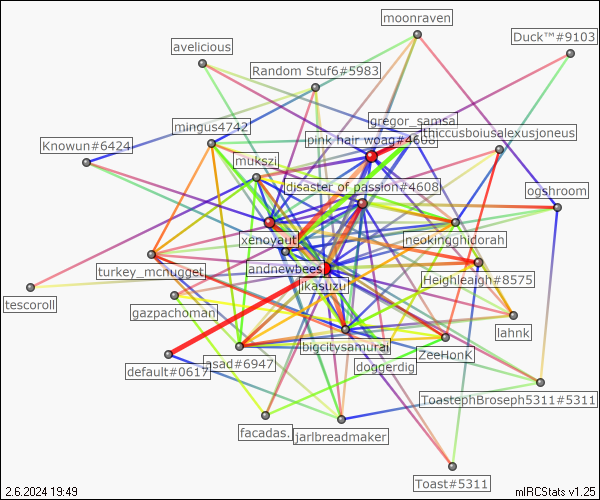 moonraven
Duck™#9103
avelicious
Random Stuf6#5983
gregor_samsa
mingus4742
pink hair woag#4608
thiccusboiusalexusjoneus
Knowun#6424
mukszi
disaster of passion#4608
ogshroom
xenoyaut
neokingghidorah
turkey_mcnugget
andnewbees
Heighleaigh#8575
tescoroll
ikasuzu
gazpachoman
lahnk
bigcitysamurai
ZeeHonK
asad#6947
default#0617
doggerdig
ToastephBroseph5311#5311
facadas.
jarlbreadmaker
Toast#5311
2.6.2024 19:49
mIRCStats v1.25